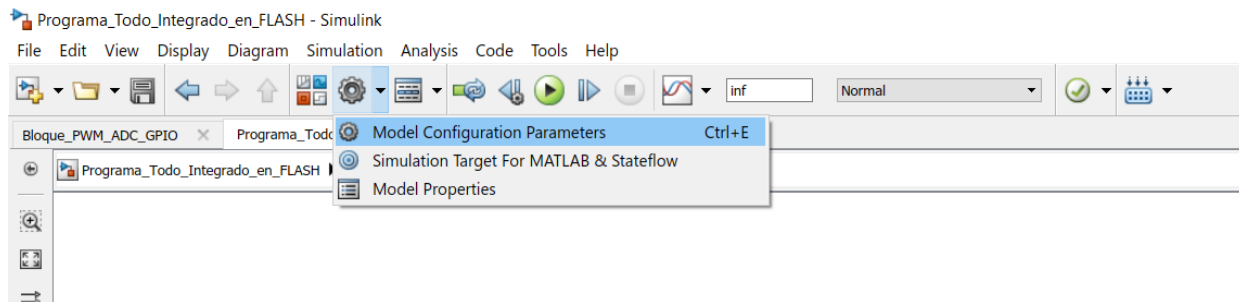 Programa_Todo_Integrado_en_FLASH - Simulink
File Edit View Display Diagram Simulation Analysis Code Tools Help
inf Normal
Bloque_PWM_ADC_GPIO Programa_Todo
Model Configuration Parameters Ctrl+E
Programa_Todo_Integrado_en_FLASH Simulation Target For MATLAB & Stateflow
Model Properties